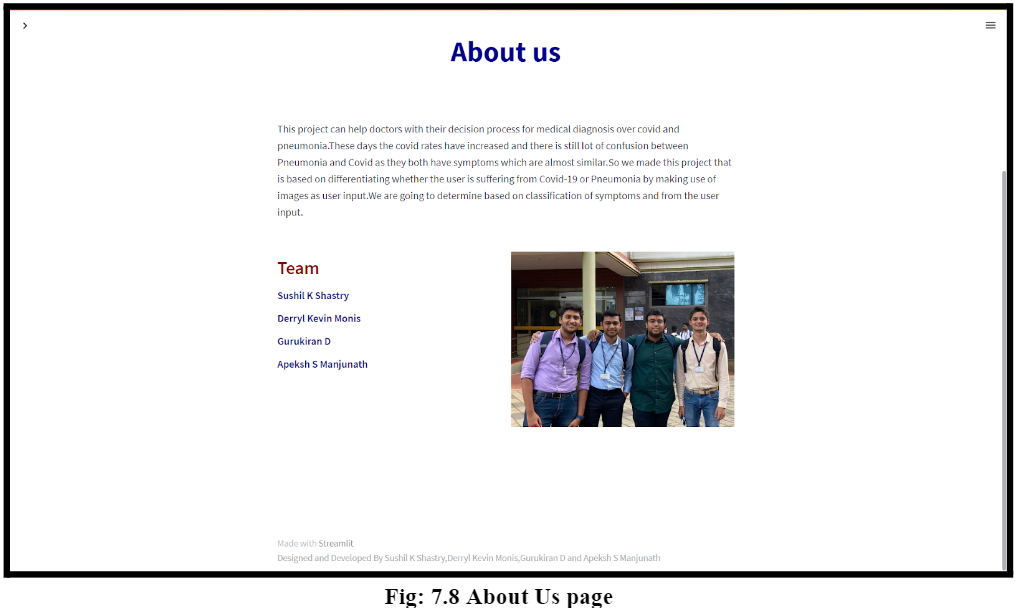 About us
This project can help doctors with their decision process for medical diagnosis over covid and
pneumonia.These days the covid rates have increased and there is still lot of confusion between
Pneumonia and Covid as they both have symptoms which are almost similar.So we made this project that
is based on differentiating whether the user is suffering from Covid-19 or Pneumonia by making use of
images as user input.We are going to determine based on classification of symptoms and from the user
input.
Team
Sushil K Shastry
Derryl Kevin Monis
Gurukiran D
Apeksh S Manjunath
Made with Streamlit
Designed and Developed By Sushil K Shastry,Derryl Kevin Monis,Gurukiran D and Apeksh S Manjunath
Fig: 7.8 About Us page